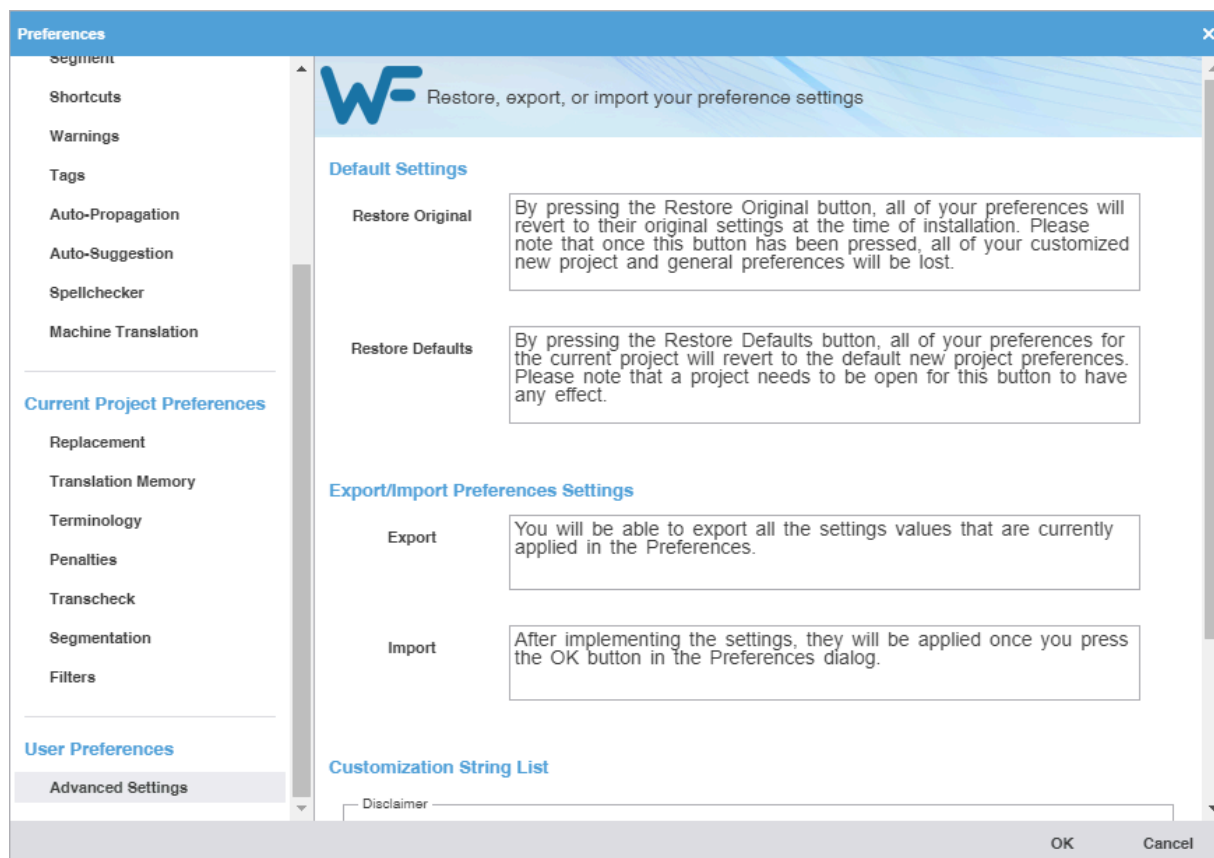 Preferences
Segment
Shortcuts
Warnings
Tags
Auto-Propagation
Auto-Suggestion
Spellchecker
Machine Translation
Current Project Preferences
Replacement
Translation Memory
Terminology
Penalties
Transcheck
Segmentation
Filters
User Preferences
Advanced Settings
WF
Restore, export, or import your preference settings
Default Settings
Restore Original
By pressing the Restore Original button, all of your preferences will
revert to their original settings at the time of installation. Please
note that once this button has been pressed, all of your customized
new project and general preferences will be lost.
Restore Defaults
By pressing the Restore Defaults button, all of your preferences for
the current project will revert to the default new project preferences.
Please note that a project needs to be open for this button to have
any effect.
Export/Import Preferences Settings
Export
You will be able to export all the settings values that are currently
applied in the Preferences.
Import
After implementing the settings, they will be applied once you press
the OK button in the Preferences dialog.
Customization String List
Disclaimer
OK Cancel